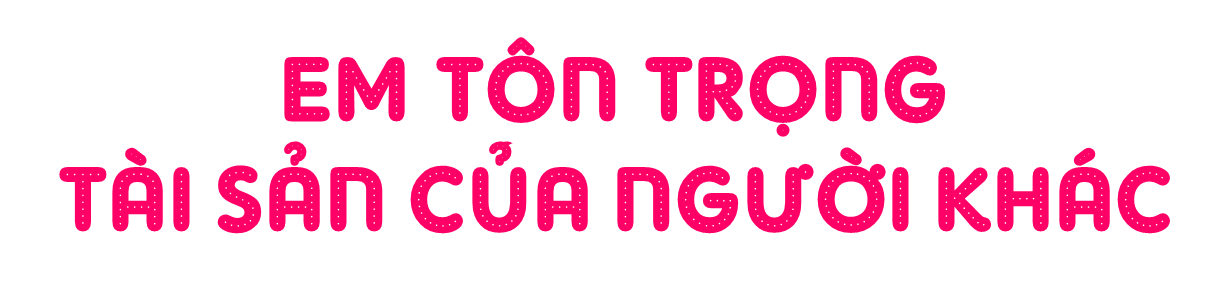 EM TÔN TRỌNG
TÀI SẢN CỦA NGƯỜI KHÁC